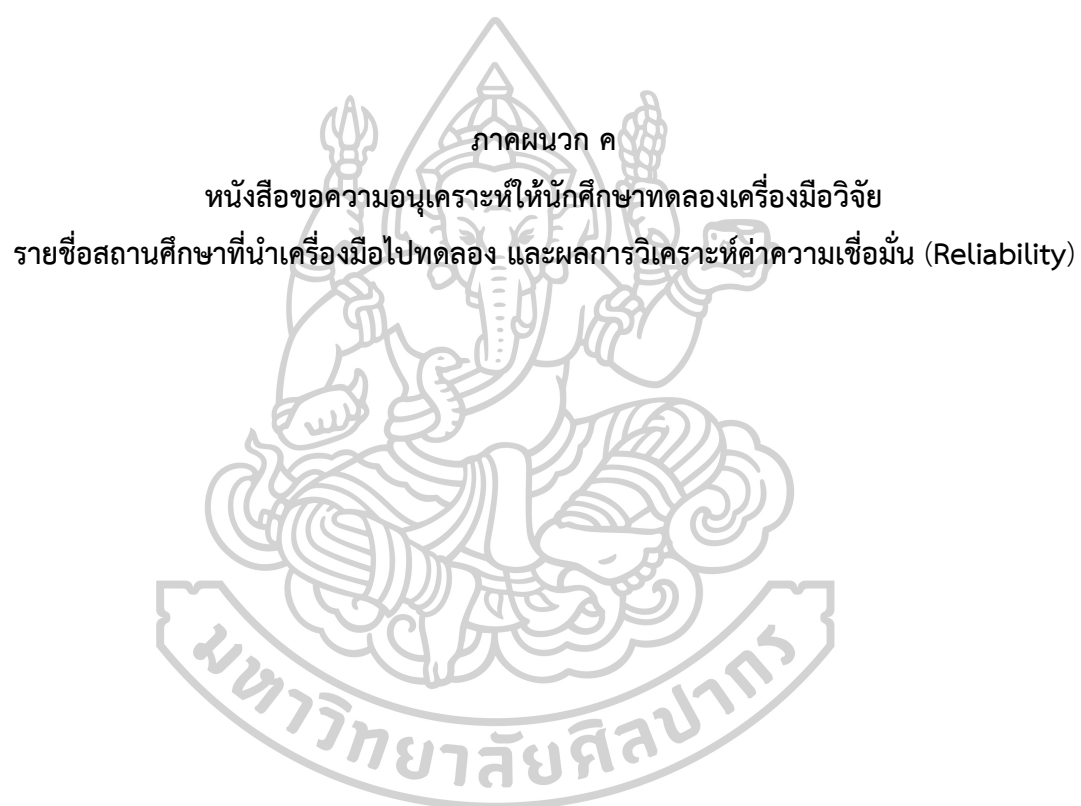 ภาคผนวก ค
หนังสือขอความอนุเคราะห์ให้นักศึกษาทดลองเครื่องมือวิจัย
รายชื่อสถานศึกษาที่นำเครื่องมือไปทดลอง และผลการวิเคราะห์ค่าความเชื่อมั่น (Reliability)
มหาวิทยาลัยศิลปากร